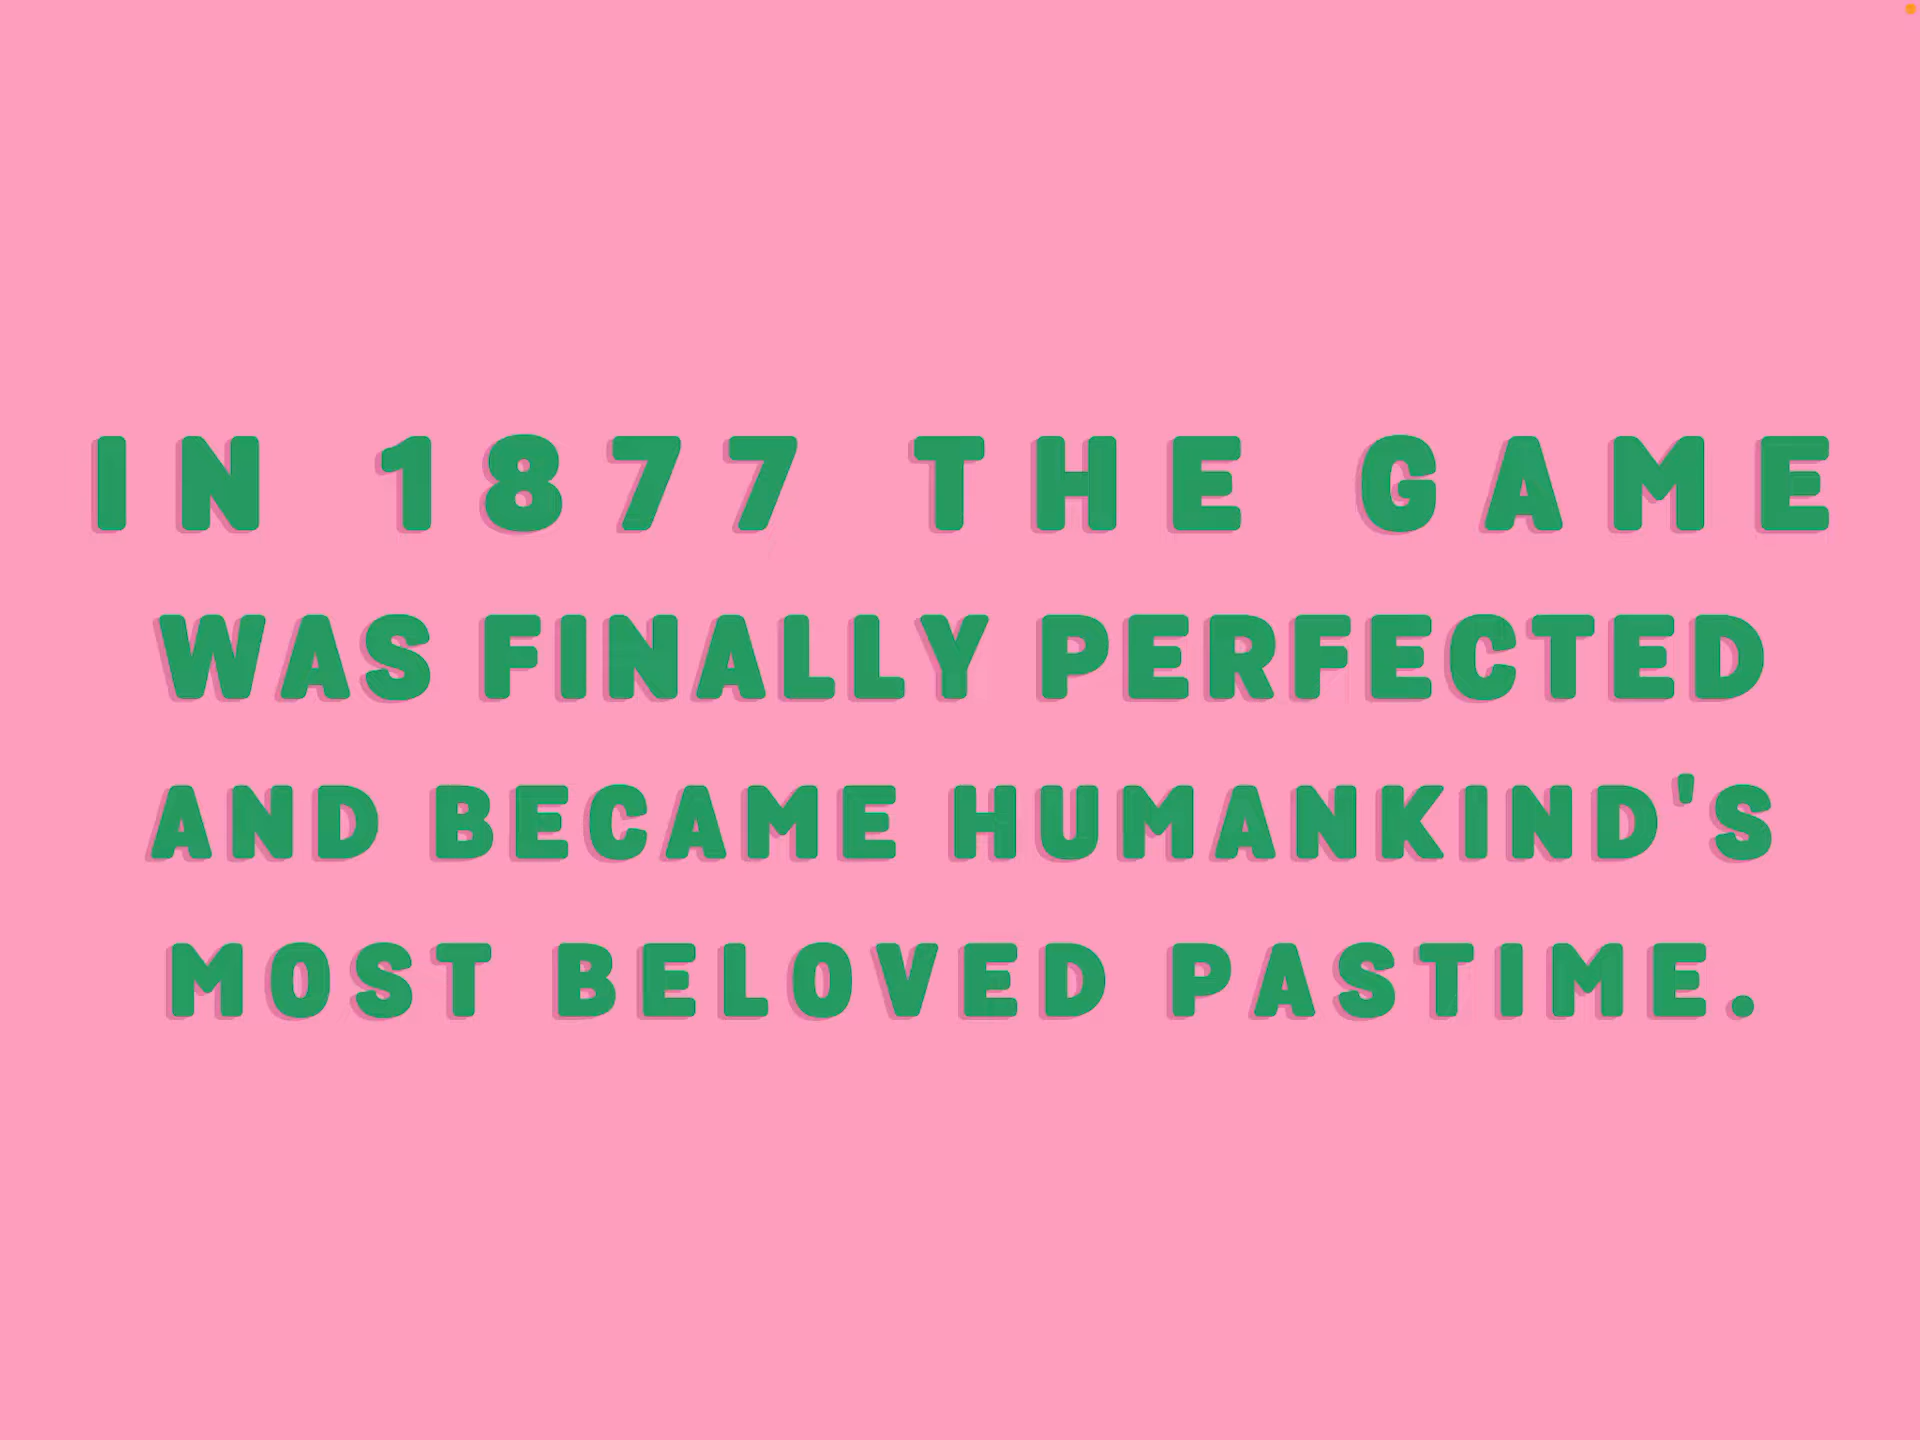 IN 1877 THE GAME
WAS FINALLY PERFECTED
AND BECAME HUMANKIND'S
MOST BELOVED PASTIME.